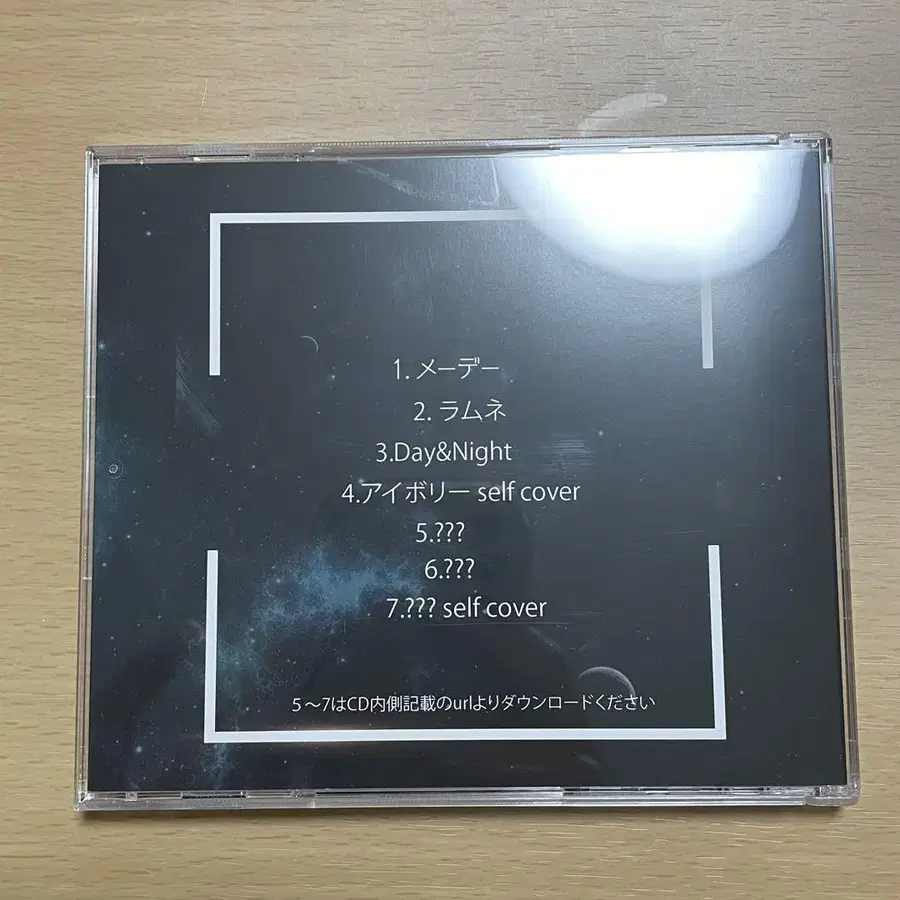 1. メーデー
2. ラムネ
3.Day&Night
4.アイボリー self cover
5.???
6.???
7.??? self cover
5～7はCD内側記載のurlよりダウンロードください